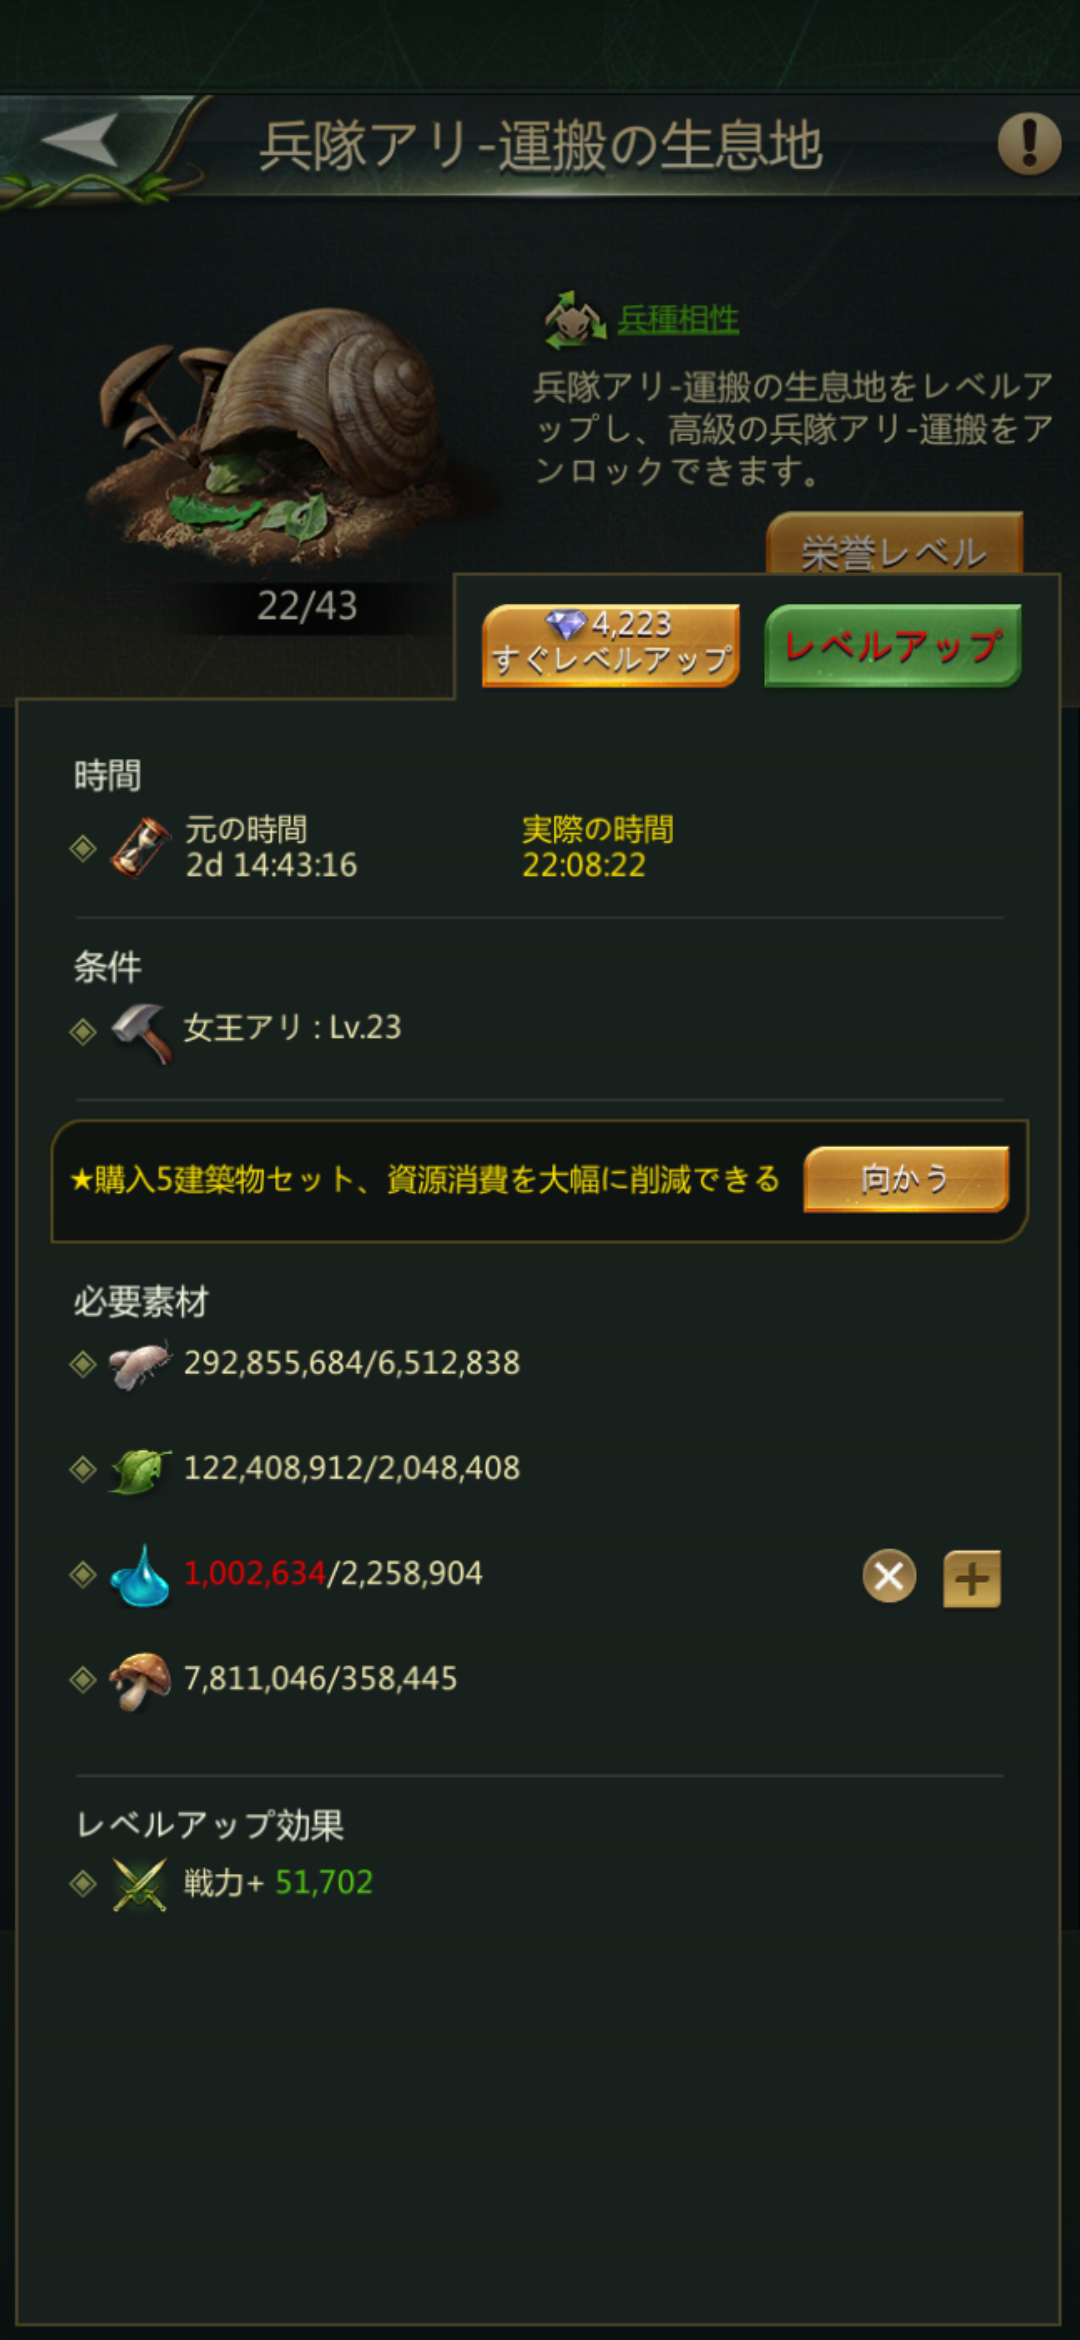 兵隊アリ-運搬の生息地
兵種相性
兵隊アリ-運搬の生息地をレベルア
ップし、高級の兵隊アリ-運搬をア
ンロックできます。
栄誉レベル
22/43
4,223
すぐレベルアップ
レベルアップ
時間
元の時間
実際の時間
2d 14:43:16
22:08:22
条件
女王アリ : Lv.23
★購入5建築物セット、資源消費を大幅に削減できる
向かう
必要素材
292,855,684/6,512,838
122,408,912/2,048,408
1,002,634/2,258,904
7,811,046/358,445
レベルアップ効果
戦力+ 51,702